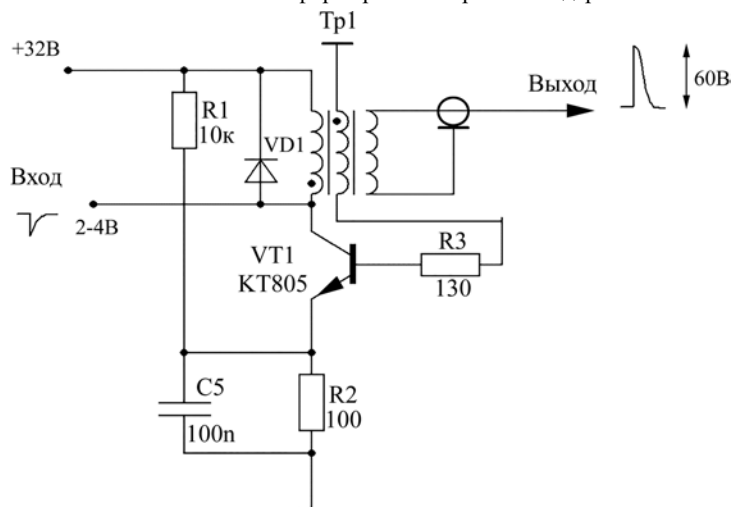 Тр1
+32В
Выход
60В
R1
10к
VD1
Вход
2-4В
VT1
КТ805
R3
130
C5
100n
R2
100